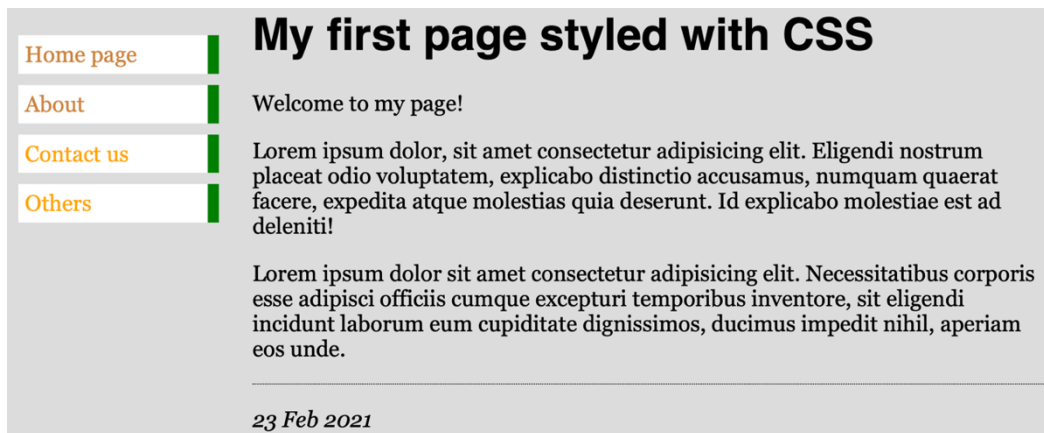 Home page
About
Contact us
Others
My first page styled with CSS
Welcome to my page!
Lorem ipsum dolor, sit amet consectetur adipisicing elit. Eligendi nostrum
placeat odio voluptatem, explicabo distinctio accusamus, numquam quaerat
facere, expedita atque molestias quia deserunt. Id explicabo molestiae est ad
deleniti!
Lorem ipsum dolor sit amet consectetur adipisicing elit. Necessitatibus corporis
esse adipisci officiis cumque excepturi temporibus inventore, sit eligendi
incidunt laborum eum cupiditate dignissimos, ducimus impedit nihil, aperiam
eos unde.
23 Feb 2021